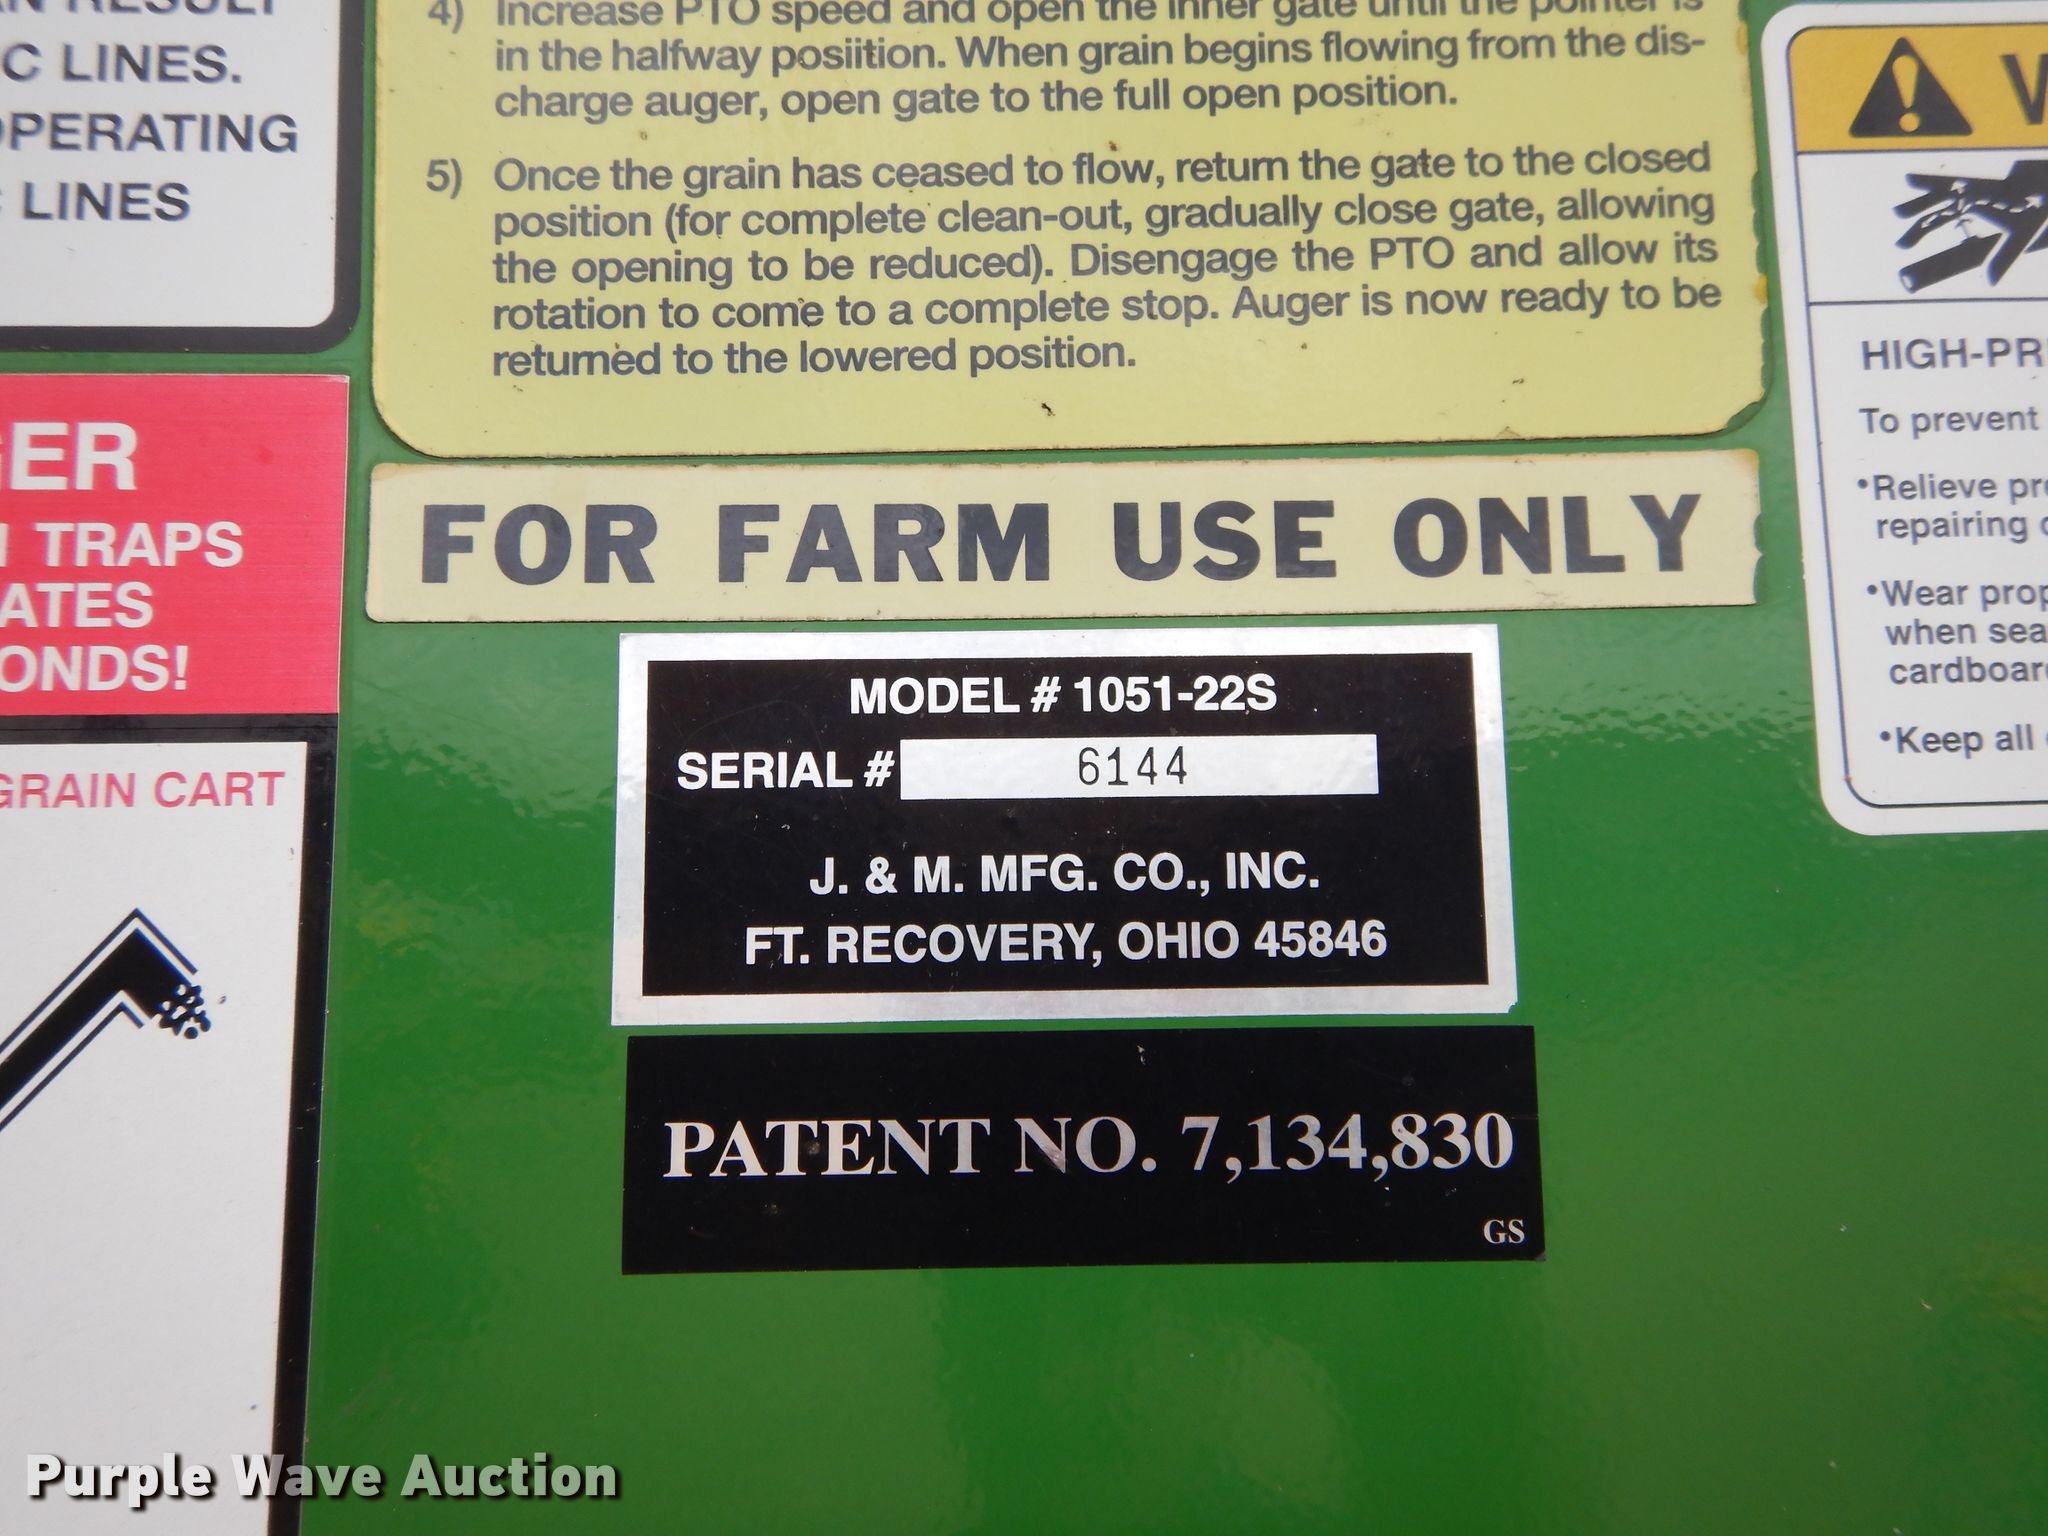 AN RESULT
C LINES.
OPERATING
C LINES
GER
TRAPS
ATES
ONDS!
GRAIN CART
4) Increase PTO speed and open the inner gate until the pointer is
in the halfway posiition. When grain begins flowing from the dis-
charge auger, open gate to the full open position.
5) Once the grain has ceased to flow, return the gate to the closed
position (for complete clean-out, gradually close gate, allowing
the opening to be reduced). Disengage the PTO and allow its
rotation to come to a complete stop. Auger is now ready to be
returned to the lowered position.
FOR FARM USE ONLY
MODEL # 1051-22S
SERIAL # 6144
J. & M. MFG. CO., INC.
FT. RECOVERY, OHIO 45846
PATENT NO. 7,134,830
GS
HIGH-PR
To prevent
•Relieve pr
repairing
•Wear prop
when sea
cardboar
•Keep all
Purple Wave Auction